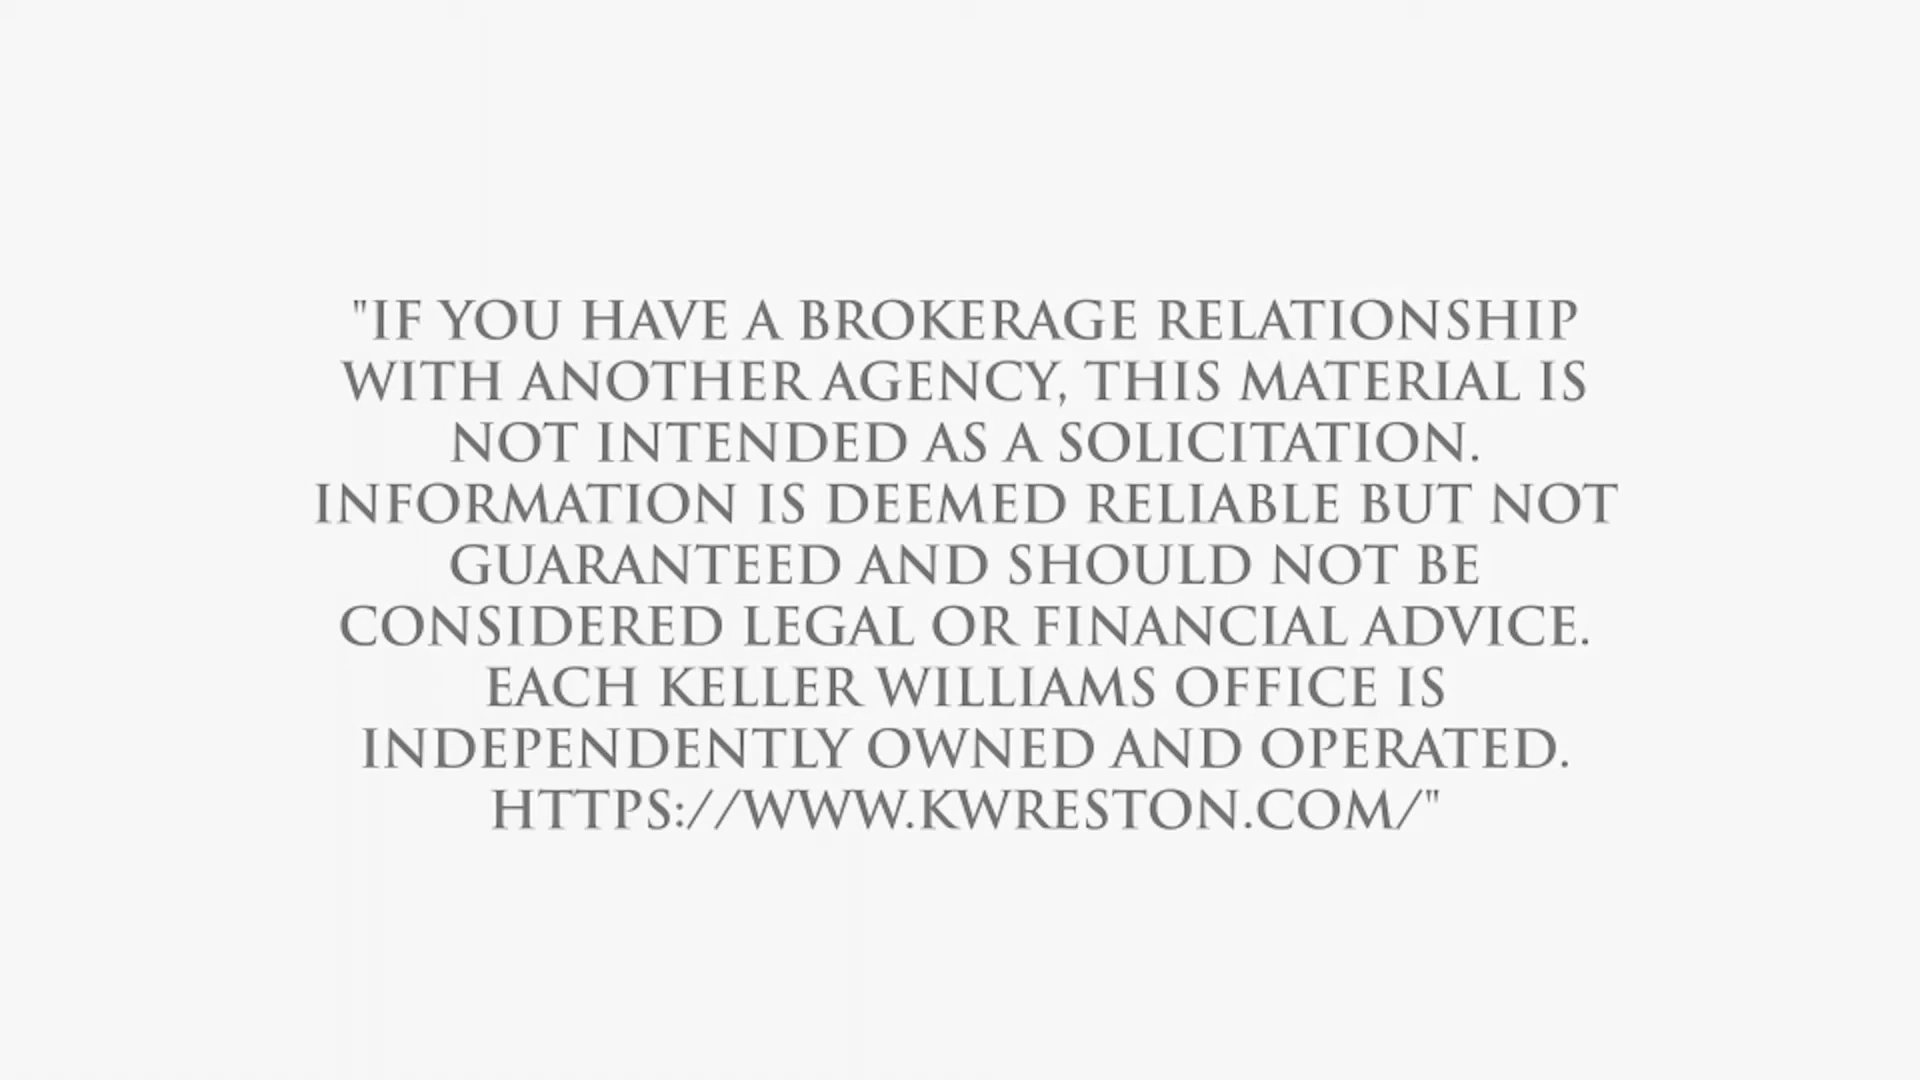 "IF YOU HAVE A BROKERAGE RELATIONSHIP
WITH ANOTHER AGENCY, THIS MATERIAL IS
NOT INTENDED AS A SOLICITATION.
INFORMATION IS DEEMED RELIABLE BUT NOT
GUARANTEED AND SHOULD NOT BE
CONSIDERED LEGAL OR FINANCIAL ADVICE.
EACH KELLER WILLIAMS OFFICE IS
INDEPENDENTLY OWNED AND OPERATED.
HTTPS://WWW.KWRESTON.COM/"